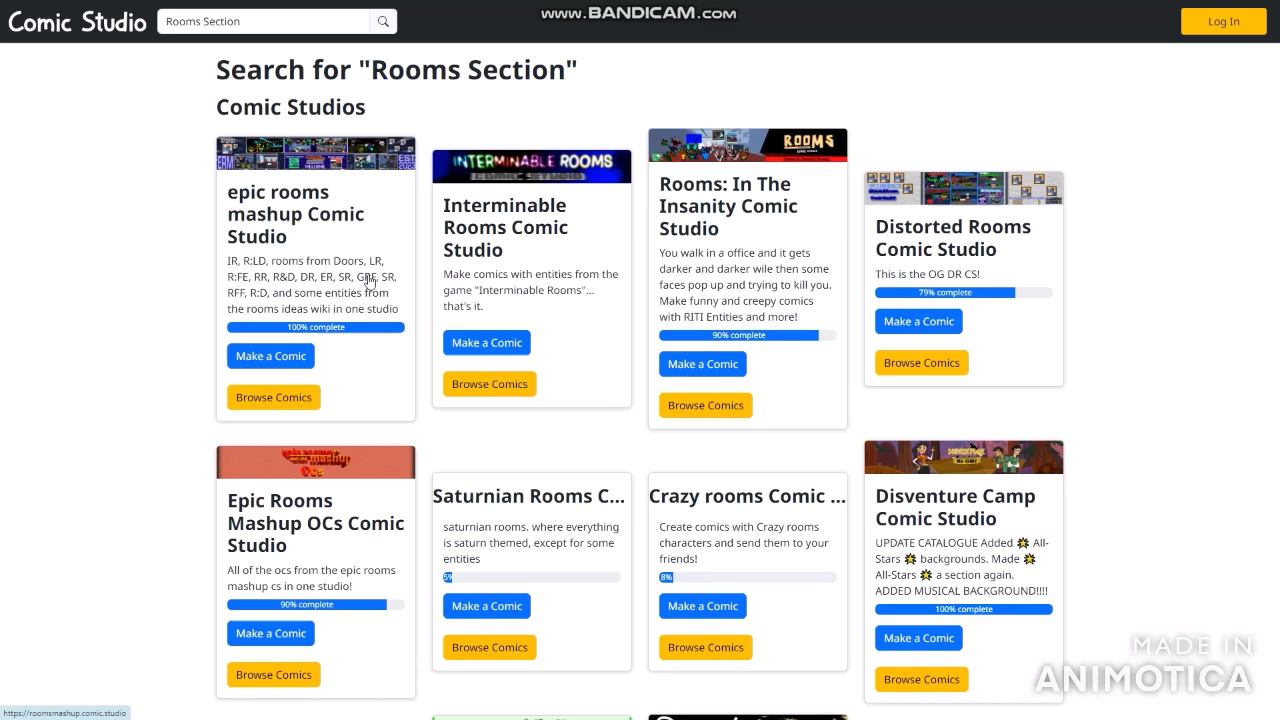 Comic Studio
Rooms Section
www.BANDICAM.com
Log In
Search for "Rooms Section"
Comic Studios
epic rooms
mashup Comic
Studio
IR, R:LD, rooms from Doors, LR,
R:FE, RR, R&D, DR, ER, SR, GRF, SR,
RFF, R:D, and some entities from
the rooms ideas wiki in one studio
100% complete
Make a Comic
Browse Comics
INTERMINABLE ROOMS
Interminable
Rooms Comic
Studio
Make comics with entities from the
game "Interminable Rooms"...
that's it.
Make a Comic
Browse Comics
ROOMS
Rooms: In The
Insanity Comic
Studio
You walk in a office and it gets
darker and darker wile then some
faces pop up and trying to kill you.
Make funny and creepy comics
with RITI Entities and more!
90% complete
Make a Comic
Browse Comics
Distorted Rooms
Comic Studio
This is the OG DR CS!
79% complete
Make a Comic
Browse Comics
Epic Rooms
Mashup OCs Comic
Studio
All of the ocs from the epic rooms
mashup cs in one studio!
90% complete
Make a Comic
Browse Comics
Saturnian Rooms C...
saturnian rooms. where everything
is saturn themed, except for some
entities
5%
Make a Comic
Browse Comics
Crazy rooms Comic ...
Create comics with Crazy rooms
characters and send them to your
friends!
8%
Make a Comic
Browse Comics
Disventure Camp
Comic Studio
UPDATE CATALOGUE Added 💥 All-
Stars 💥 backgrounds. Made 💥
All-Stars 💥 a section again.
ADDED MUSICAL BACKGROUND!!!!
100% complete
Make a Comic
Browse Comics
MADE IN
ANIMOTICA
https://roomsmashup.comic.studio